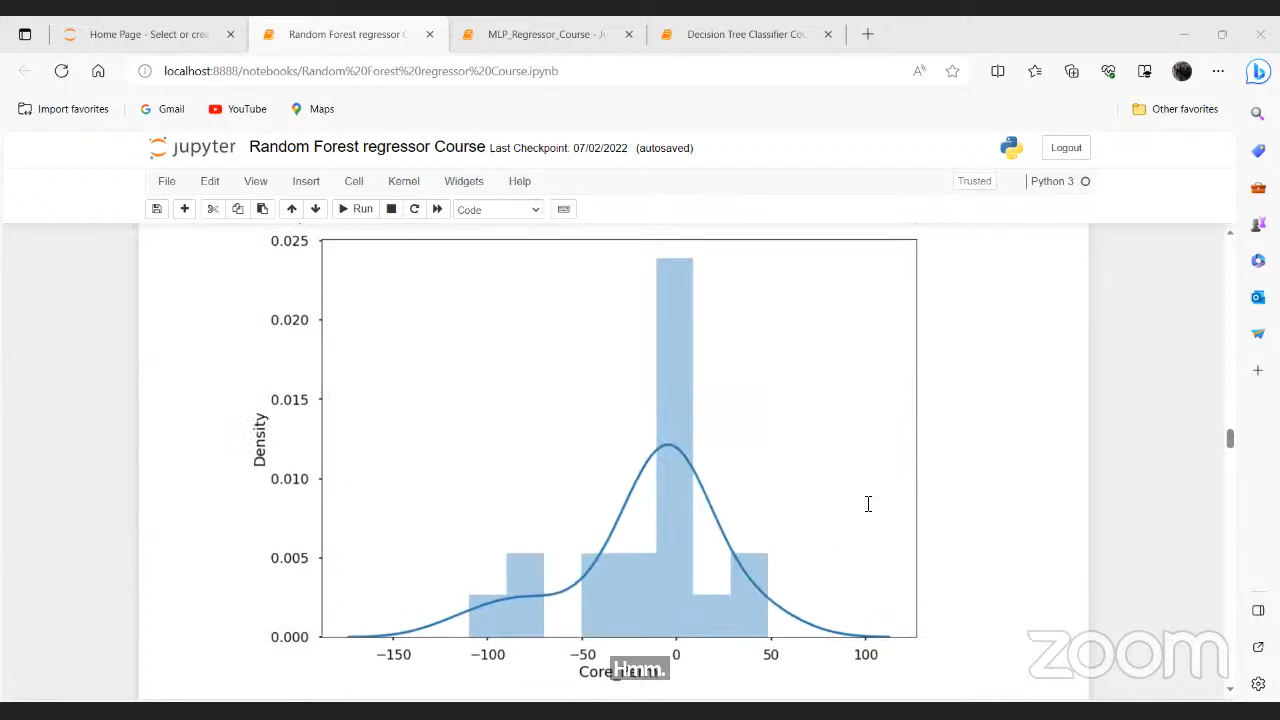 Home Page - Select or crea
Random Forest regressor C
MLP_Regressor_Course - Ju
Decision Tree Classifier Cou
localhost:8888/notebooks/Random%20Forest%20regressor%20Course.ipynb
Import favorites
Gmail
YouTube
Maps
Other favorites
jupyter Random Forest regressor Course Last Checkpoint: 07/02/2022 (autosaved)
Logout
File Edit View Insert Cell Kernel Widgets Help
Trusted
Python 3
Run
Code
0.025
0.020
0.015
0.010
0.005
0.000
Density
−150 −100 −50 0 50 100
Hmm.
zoom